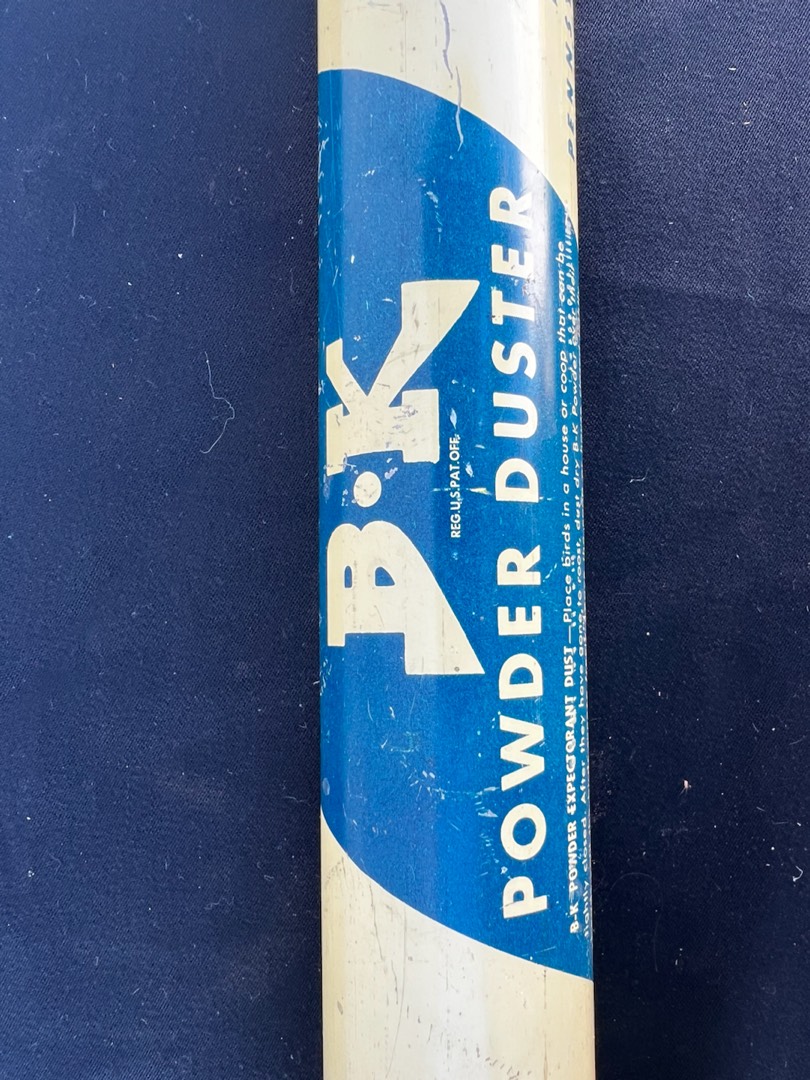 B·K
REG.U.S.PAT.OFF.
POWDER DUSTER
B-K POWDER EXPECTORANT DUST—Place birds in a house or coop that can be
tightly closed. After they have gone to roost, dust dry B-K Powder
PENNS